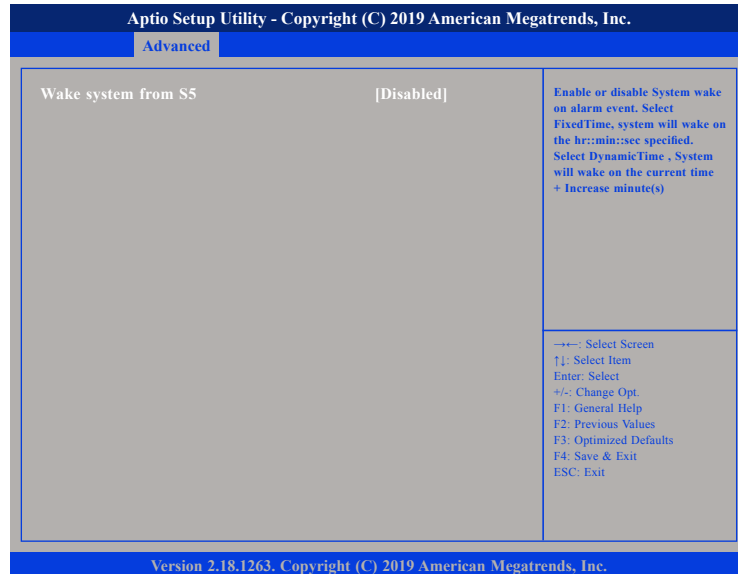 Aptio Setup Utility - Copyright (C) 2019 American Megatrends, Inc.
Advanced
Wake system from S5 [Disabled]
Enable or disable System wake
on alarm event. Select
FixedTime, system will wake on
the hr::min::sec specified.
Select DynamicTime , System
will wake on the current time
+ Increase minute(s)
→←: Select Screen
↑↓: Select Item
Enter: Select
+/-: Change Opt.
F1: General Help
F2: Previous Values
F3: Optimized Defaults
F4: Save & Exit
ESC: Exit
Version 2.18.1263. Copyright (C) 2019 American Megatrends, Inc.